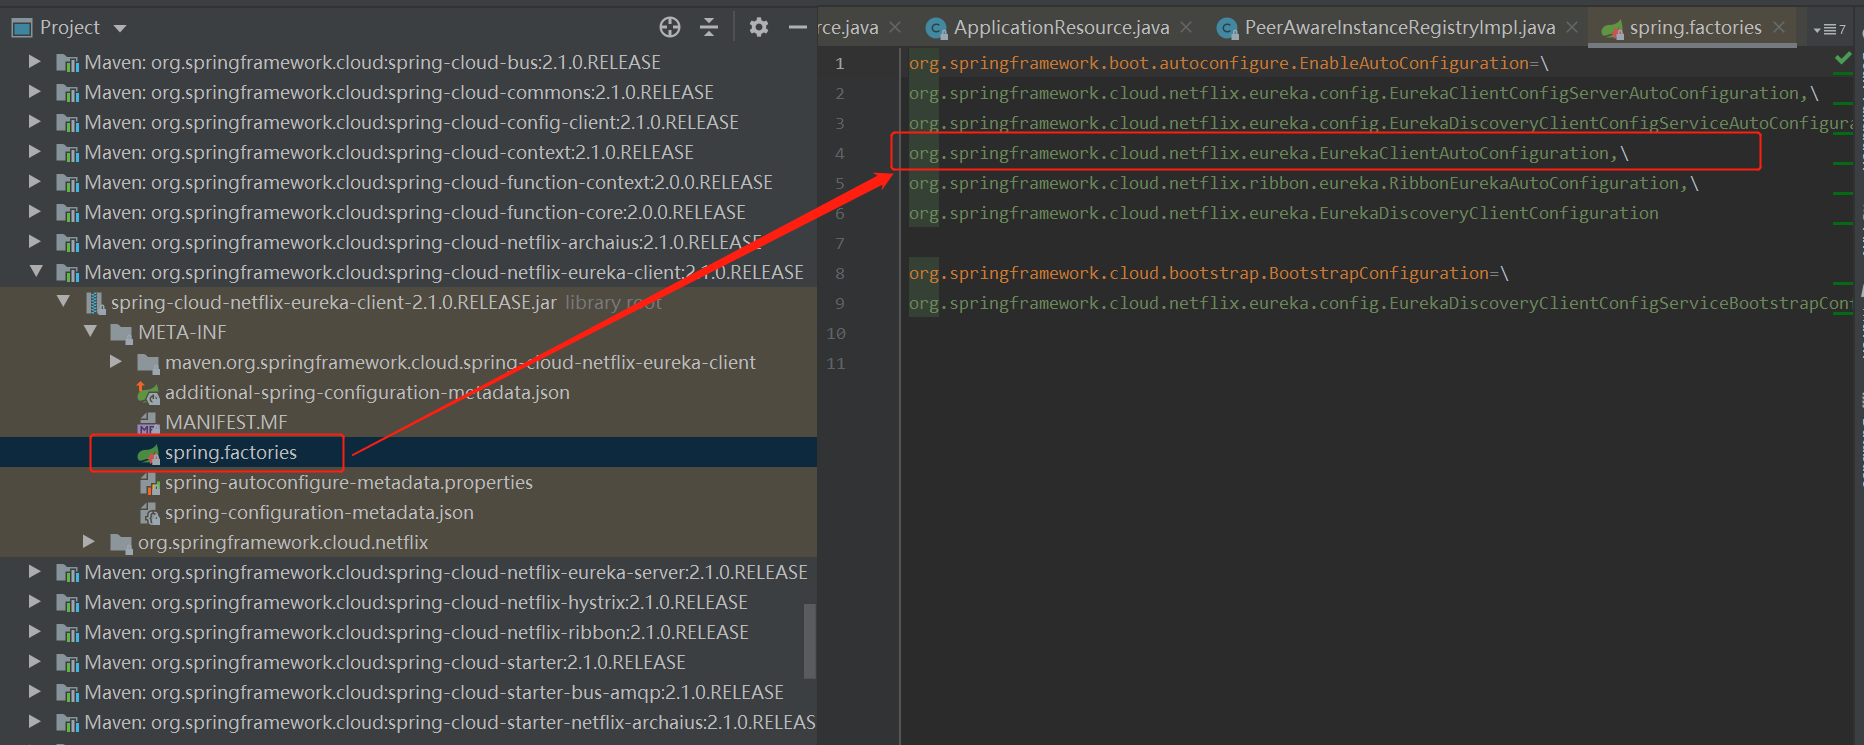 Project
Maven: org.springframework.cloud:spring-cloud-bus:2.1.0.RELEASE
Maven: org.springframework.cloud:spring-cloud-commons:2.1.0.RELEASE
Maven: org.springframework.cloud:spring-cloud-config-client:2.1.0.RELEASE
Maven: org.springframework.cloud:spring-cloud-context:2.1.0.RELEASE
Maven: org.springframework.cloud:spring-cloud-function-context:2.0.0.RELEASE
Maven: org.springframework.cloud:spring-cloud-function-core:2.0.0.RELEASE
Maven: org.springframework.cloud:spring-cloud-netflix-archaius:2.1.0.RELEASE
Maven: org.springframework.cloud:spring-cloud-netflix-eureka-client:2.1.0.RELEASE
spring-cloud-netflix-eureka-client-2.1.0.RELEASE.jar library root
META-INF
maven.org.springframework.cloud.spring-cloud-netflix-eureka-client
additional-spring-configuration-metadata.json
MANIFEST.MF
spring.factories
spring-autoconfigure-metadata.properties
spring-configuration-metadata.json
org.springframework.cloud.netflix
Maven: org.springframework.cloud:spring-cloud-netflix-eureka-server:2.1.0.RELEASE
Maven: org.springframework.cloud:spring-cloud-netflix-hystrix:2.1.0.RELEASE
Maven: org.springframework.cloud:spring-cloud-netflix-ribbon:2.1.0.RELEASE
Maven: org.springframework.cloud:spring-cloud-starter:2.1.0.RELEASE
Maven: org.springframework.cloud:spring-cloud-starter-bus-amqp:2.1.0.RELEASE
Maven: org.springframework.cloud:spring-cloud-starter-netflix-archaius:2.1.0.RELEAS
rce.java ApplicationResource.java PeerAwareInstanceRegistryImpl.java spring.factories 7
1 org.springframework.boot.autoconfigure.EnableAutoConfiguration=\
2 org.springframework.cloud.netflix.eureka.config.EurekaClientConfigServerAutoConfiguration,\
3 org.springframework.cloud.netflix.eureka.config.EurekaDiscoveryClientConfigServiceAutoConfigura
4 org.springframework.cloud.netflix.eureka.EurekaClientAutoConfiguration,\
5 org.springframework.cloud.netflix.ribbon.eureka.RibbonEurekaAutoConfiguration,\
6 org.springframework.cloud.netflix.eureka.EurekaDiscoveryClientConfiguration
7
8 org.springframework.cloud.bootstrap.BootstrapConfiguration=\
9 org.springframework.cloud.netflix.eureka.config.EurekaDiscoveryClientConfigServiceBootstrapConf
10
11